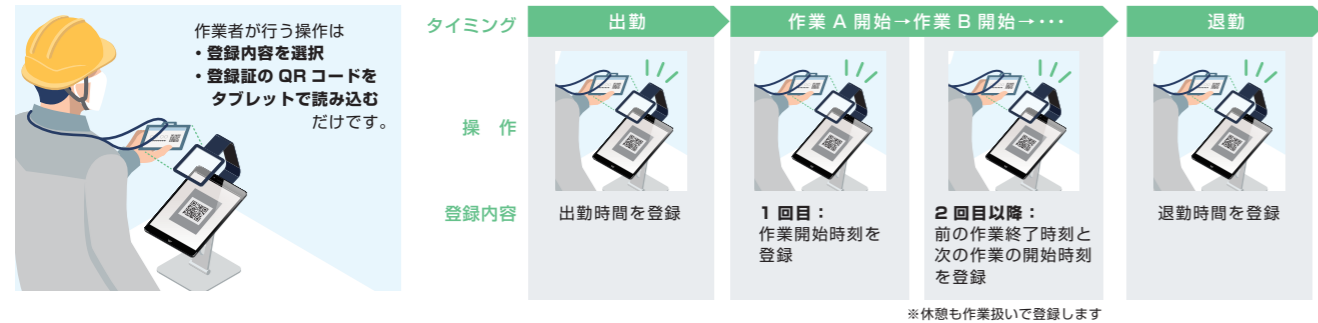 作業者が行う操作は
・登録内容を選択
・登録証の QR コードを
タブレットで読み込む
だけです。
タイミング
出勤
作業 A 開始→作業 B 開始→･･･
退勤
操 作
登録内容
出勤時間を登録
1 回目：
作業開始時刻を
登録
2 回目以降：
前の作業終了時刻と
次の作業の開始時刻
を登録
退勤時間を登録
※休憩も作業扱いで登録します